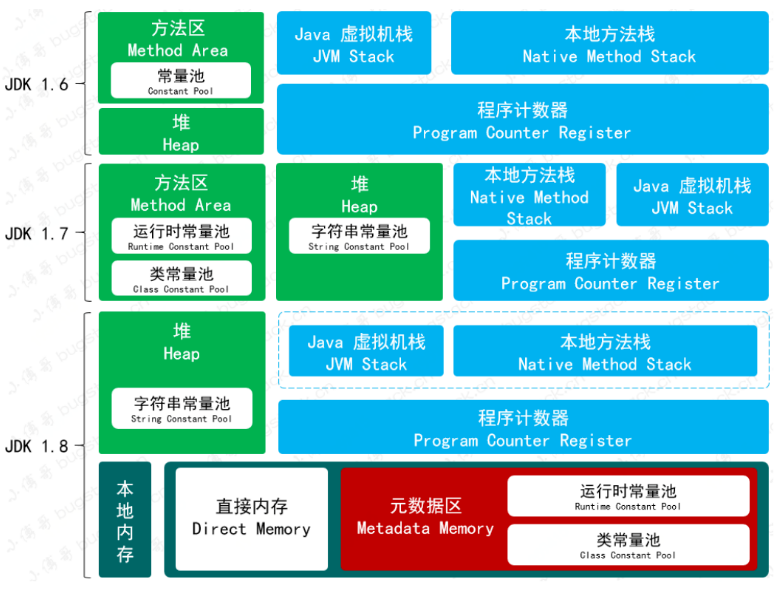 JDK 1.6
方法区
Method Area
常量池
Constant Pool
堆
Heap
Java 虚拟机栈
JVM Stack
本地方法栈
Native Method Stack
程序计数器
Program Counter Register
JDK 1.7
方法区
Method Area
运行时常量池
Runtime Constant Pool
类常量池
Class Constant Pool
堆
Heap
字符串常量池
String Constant Pool
本地方法栈
Native Method
Stack
Java 虚拟机栈
JVM Stack
程序计数器
Program Counter Register
JDK 1.8
堆
Heap
字符串常量池
String Constant Pool
Java 虚拟机栈
JVM Stack
本地方法栈
Native Method Stack
程序计数器
Program Counter Register
本
地
内
存
直接内存
Direct Memory
元数据区
Metadata Memory
运行时常量池
Runtime Constant Pool
类常量池
Class Constant Pool